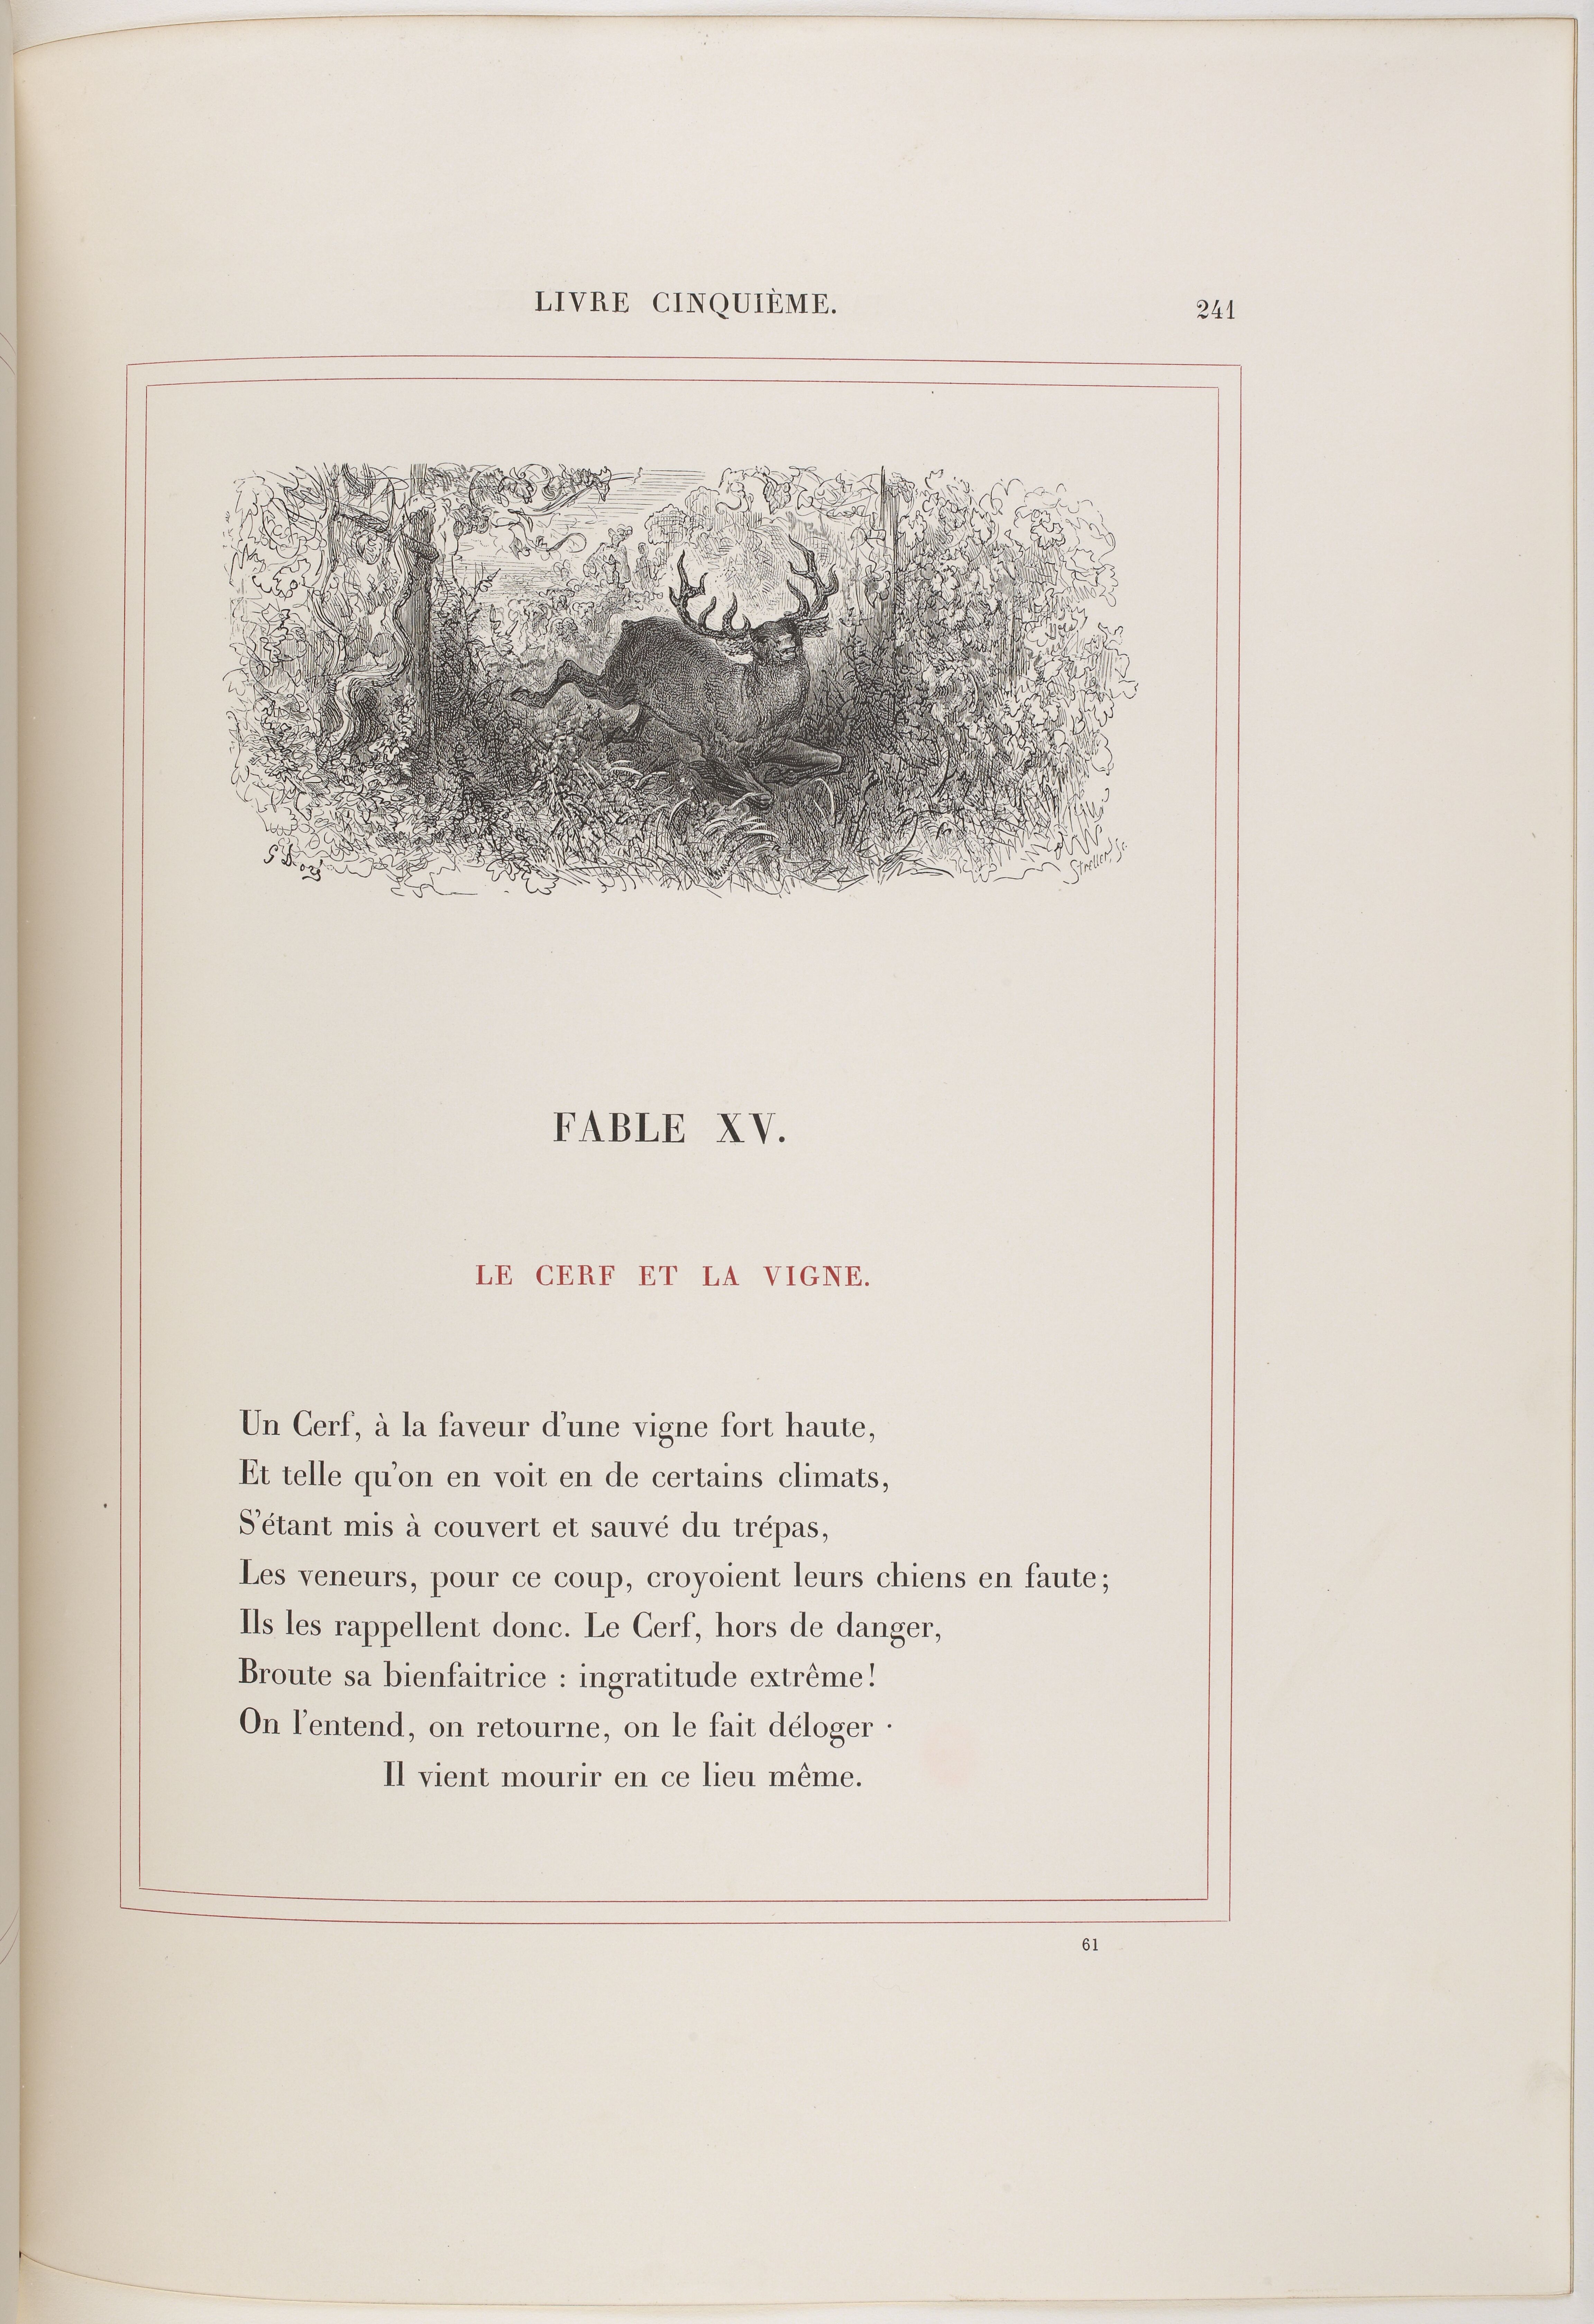 LIVRE CINQUIÈME.
241
G Doré
FABLE XV.
LE CERF ET LA VIGNE.
Un Cerf, à la faveur d'une vigne fort haute,
Et telle qu'on en voit en de certains climats,
S'étant mis à couvert et sauvé du trépas,
Les veneurs, pour ce coup, croyoient leurs chiens en faute;
Ils les rappellent donc. Le Cerf, hors de danger,
Broute sa bienfaitrice : ingratitude extrême!
On l'entend, on retourne, on le fait déloger ·
Il vient mourir en ce lieu même.
61